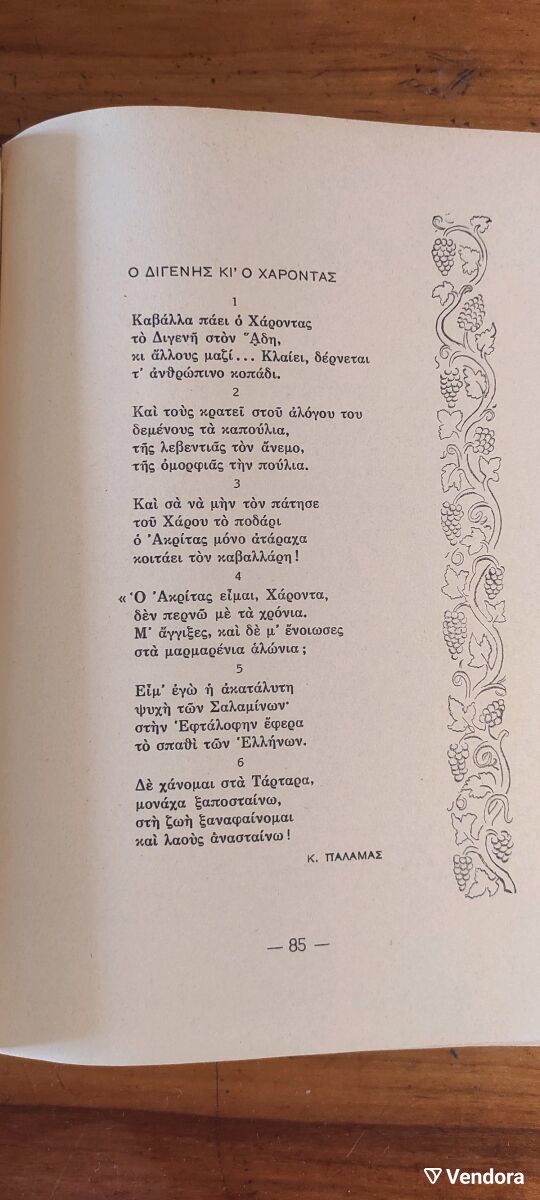 Ο ΔΙΓΕΝΗΣ ΚΙ' Ο ΧΑΡΟΝΤΑΣ
1
Καβάλλα πάει ὁ Χάροντας
τὸ Διγενῆ στὸν Ἅδη,
κι ἄλλους μαζί... Κλαίει, δέρνεται
τ' ἀνθρώπινο κοπάδι.
2
Καὶ τοὺς κρατεῖ στοῦ ἀλόγου του
δεμένους τὰ καπούλια,
τῆς λεβεντιᾶς τὸν ἄνεμο,
τῆς ὀμορφιᾶς τὴν πούλια.
3
Καὶ σὰ νὰ μὴν τὸν πάτησε
τοῦ Χάρου τὸ ποδάρι
ὁ Ἀκρίτας μόνο ἀτάραχα
κοιτάει τὸν καβαλλάρη!
4
«Ὁ Ἀκρίτας εἶμαι, Χάροντα,
δὲν περνῶ μὲ τὰ χρόνια.
Μ' ἄγγιξες, καὶ δὲ μ' ἔνοιωσες
στὰ μαρμαρένια ἁλώνια;
5
Εἶμ' ἐγὼ ἡ ἀκατάλυτη
ψυχὴ τῶν Σαλαμίνων·
στὴν Ἑφτάλοφην ἔφερα
τὸ σπαθὶ τῶν Ἑλλήνων.
6
Δὲ χάνομαι στὰ Τάρταρα,
μονάχα ξαποσταίνω,
στὴ ζωὴ ξαναφαίνομαι
καὶ λαοὺς ἀνασταίνω!
Κ. ΠΑΛΑΜΑΣ
— 85 —
Vendora